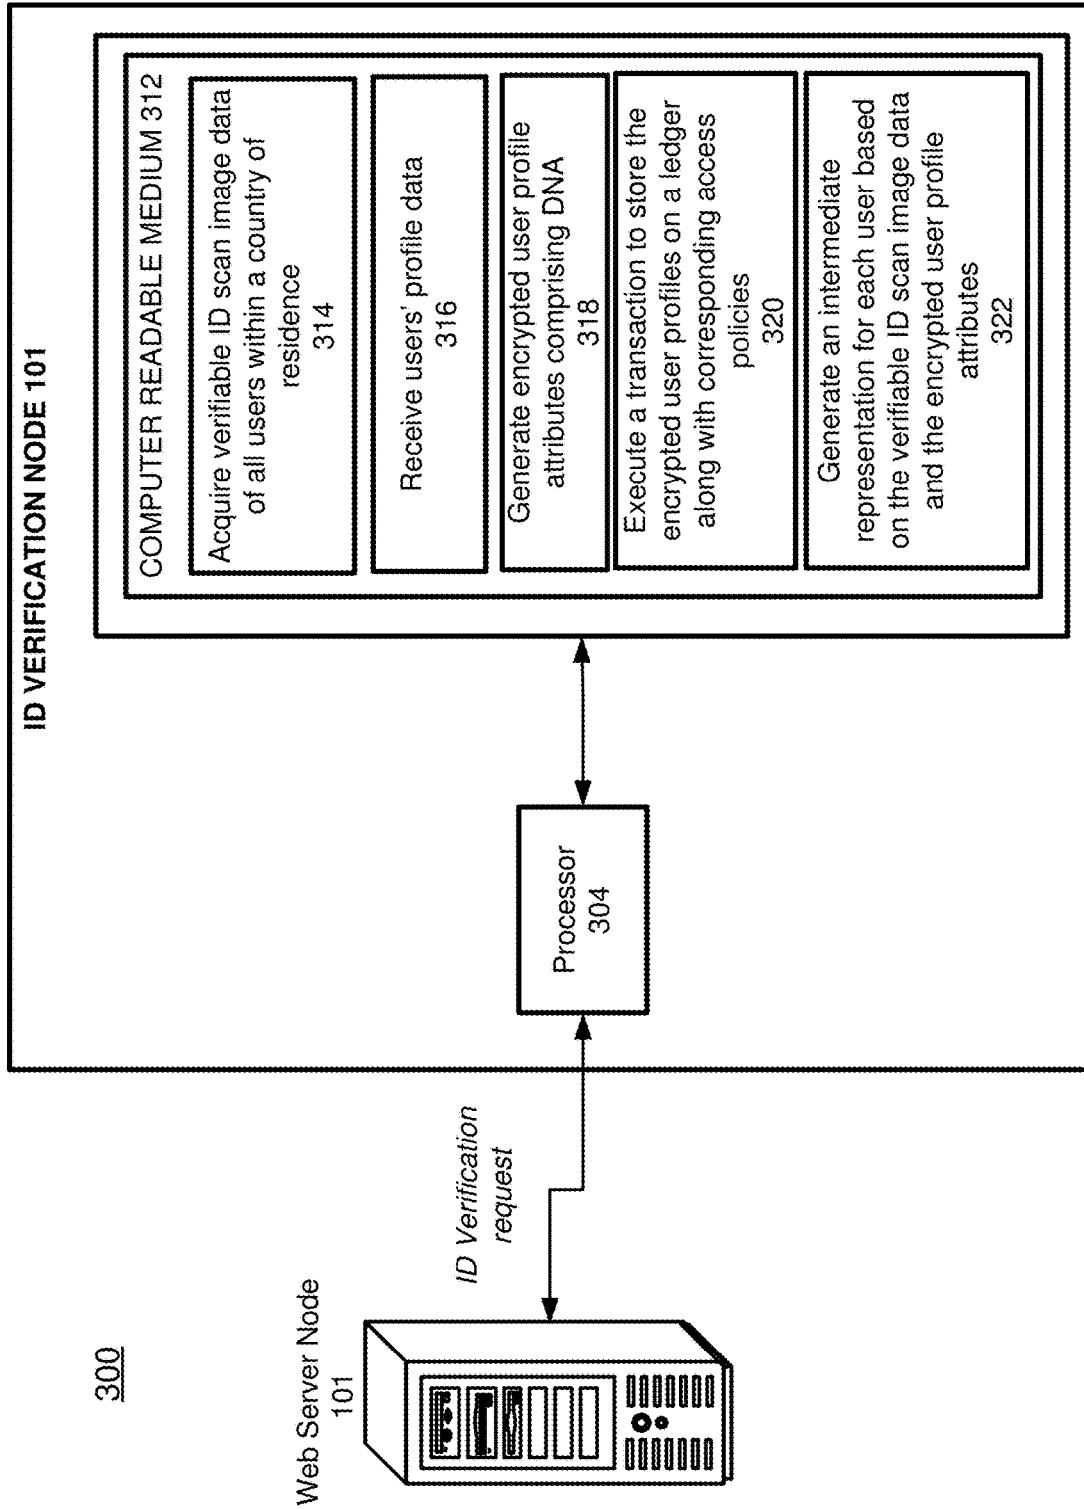 300
ID VERIFICATION NODE 101
Web Server Node
101
ID Verification
request
Processor
304
COMPUTER READABLE MEDIUM 312
Acquire verifiable ID scan image data
of all users within a country of
residence
314
Receive users' profile data
316
Generate encrypted user profile
attributes comprising DNA
318
Execute a transaction to store the
encrypted user profiles on a ledger
along with corresponding access
policies
320
Generate an intermediate
representation for each user based
on the verifiable ID scan image data
and the encrypted user profile
attributes
322